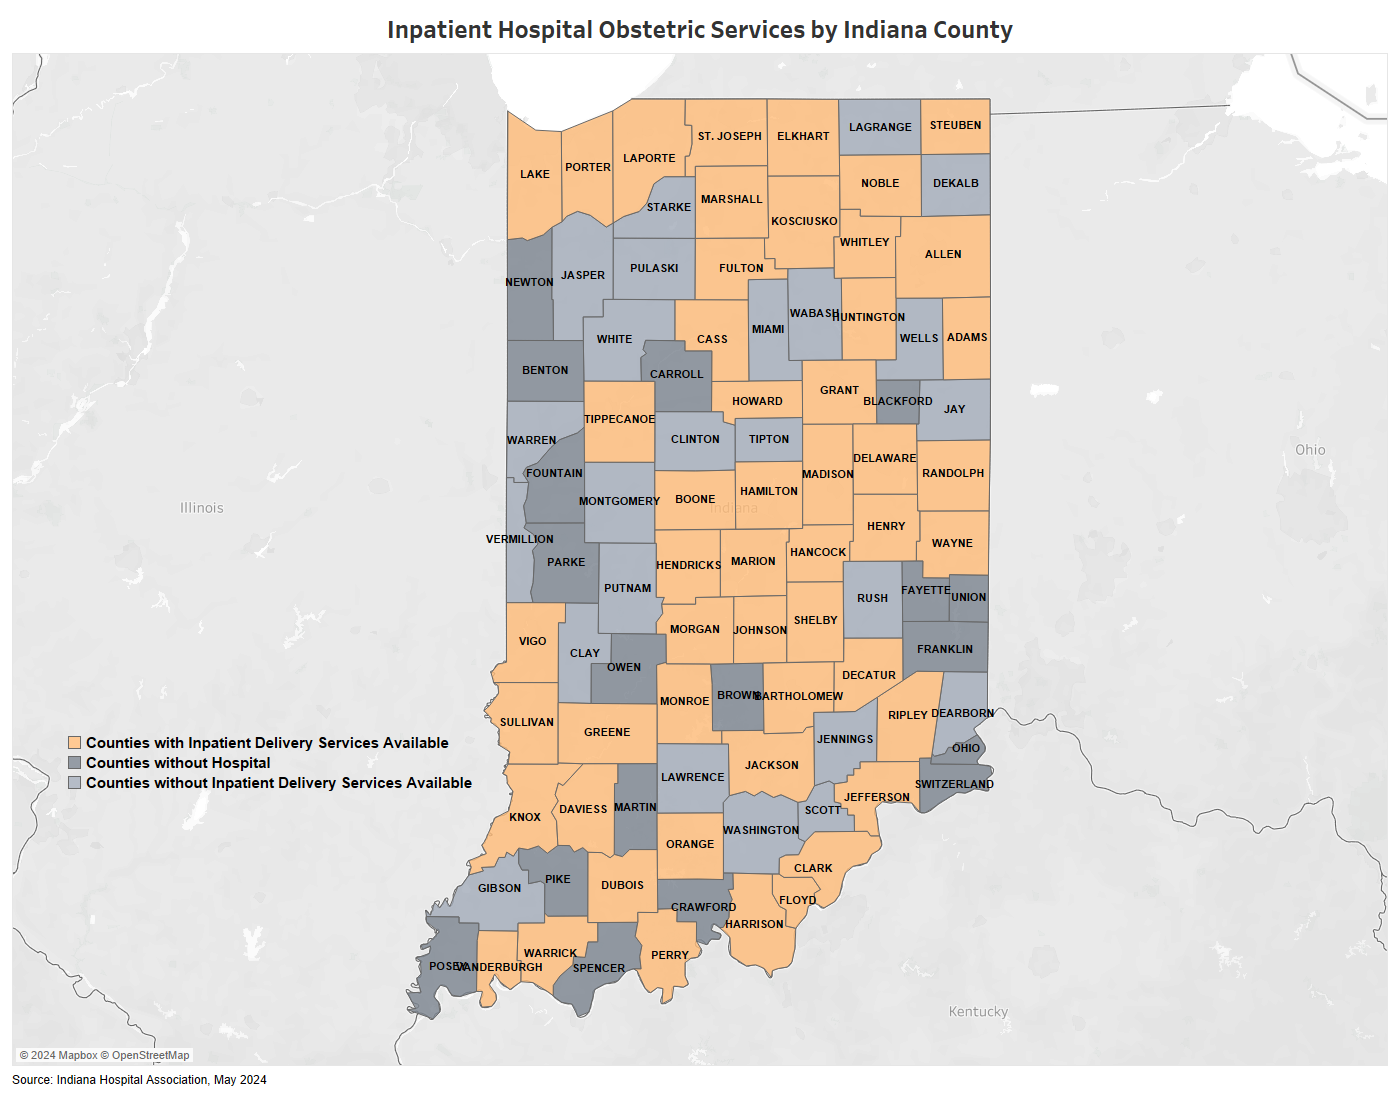 Inpatient Hospital Obstetric Services by Indiana County
LAGRANGE
STEUBEN
ST. JOSEPH
ELKHART
LAPORTE
PORTER
LAKE
NOBLE
DEKALB
MARSHALL
STARKE
KOSCIUSKO
WHITLEY
ALLEN
FULTON
PULASKI
JASPER
NEWTON
WABASH
HUNTINGTON
MIAMI
WELLS
ADAMS
WHITE
CASS
BENTON
CARROLL
GRANT
HOWARD
BLACKFORD
JAY
TIPPECANOE
WARREN
CLINTON
TIPTON
Ohio
DELAWARE
FOUNTAIN
MADISON
RANDOLPH
HAMILTON
MONTGOMERY
BOONE
Indiana
Illinois
HENRY
VERMILLION
WAYNE
HANCOCK
PARKE
HENDRICKS
MARION
PUTNAM
FAYETTE
UNION
RUSH
SHELBY
MORGAN
JOHNSON
VIGO
CLAY
FRANKLIN
OWEN
DECATUR
BROWN
BARTHOLOMEW
MONROE
RIPLEY
DEARBORN
SULLIVAN
GREENE
JENNINGS
Counties with Inpatient Delivery Services Available
OHIO
Counties without Hospital
JACKSON
LAWRENCE
Counties without Inpatient Delivery Services Available
SWITZERLAND
JEFFERSON
MARTIN
DAVIESS
SCOTT
KNOX
WASHINGTON
ORANGE
CLARK
PIKE
DUBOIS
GIBSON
FLOYD
CRAWFORD
HARRISON
WARRICK
PERRY
POSEY
VANDERBURGH
SPENCER
Kentucky
© 2024 Mapbox © OpenStreetMap
Source: Indiana Hospital Association, May 2024